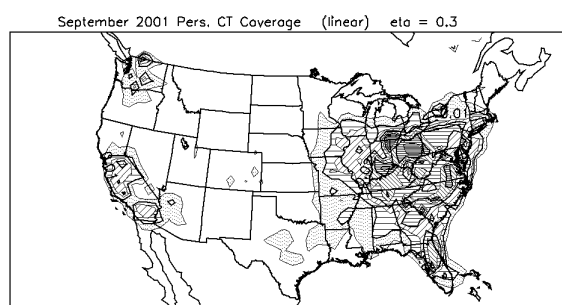 September 2001 Pers. CT Coverage (linear) eta = 0.3